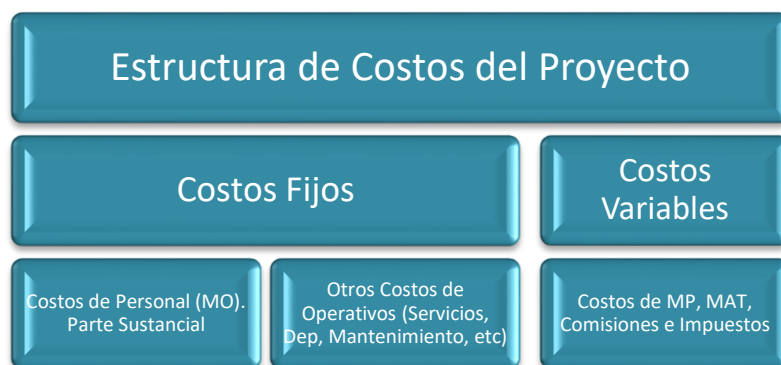 Estructura de Costos del Proyecto
Costos Fijos
Costos
Variables
Costos de Personal (MO).
Parte Sustancial
Otros Costos de
Operativos (Servicios,
Dep, Mantenimiento, etc)
Costos de MP, MAT,
Comisiones e Impuestos